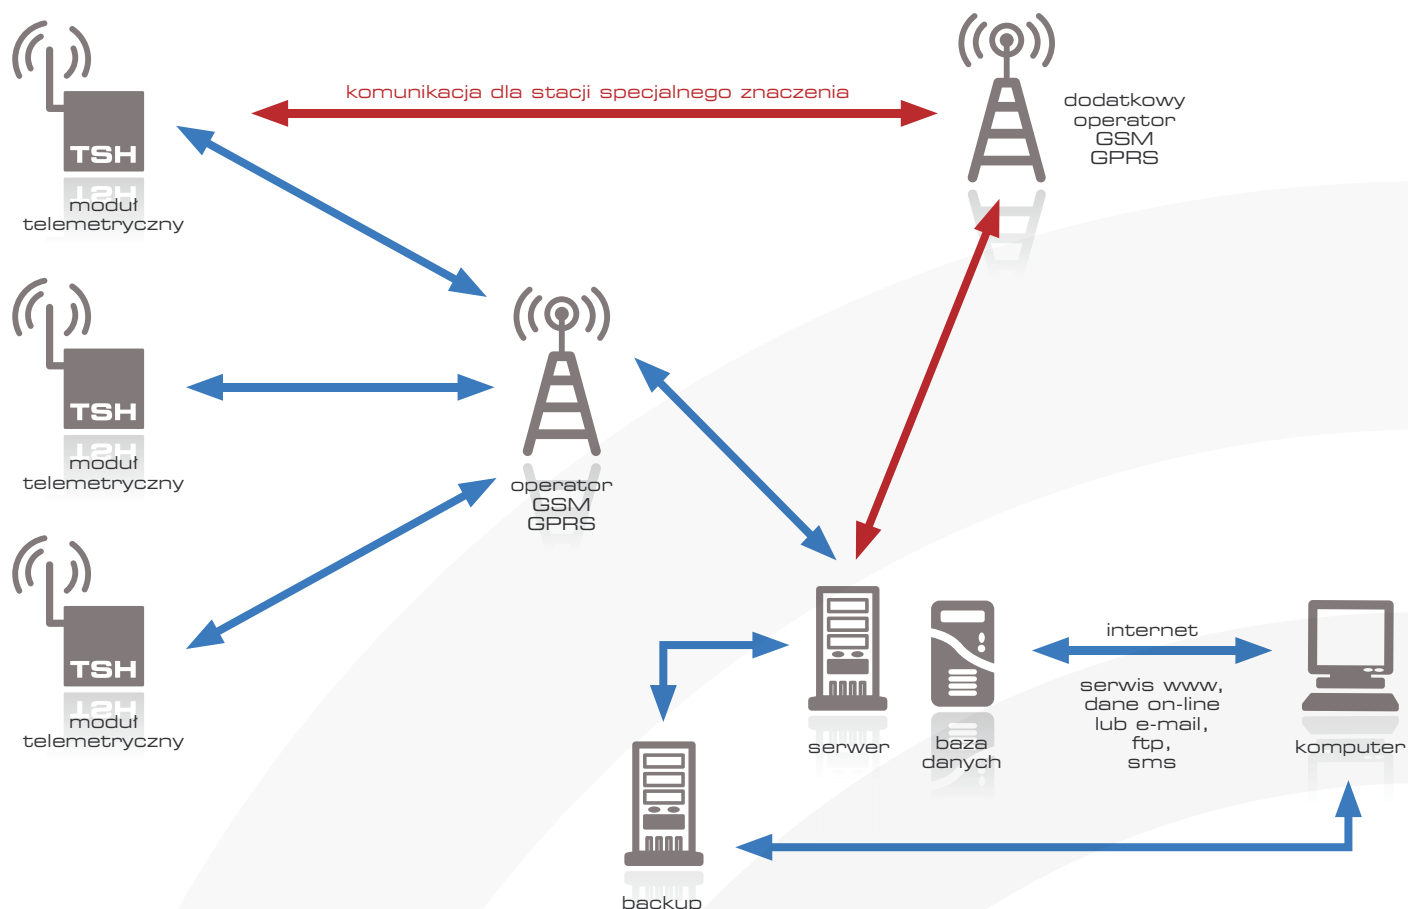 komunikacja dla stacji specjalnego znaczenia
dodatkowy
operator
GSM
GPRS
TSH
moduł
telemetryczny
TSH
moduł
telemetryczny
operator
GSM
GPRS
TSH
moduł
telemetryczny
internet
serwis www,
dane on-line
lub e-mail,
ftp,
sms
serwer
baza
danych
komputer
backup